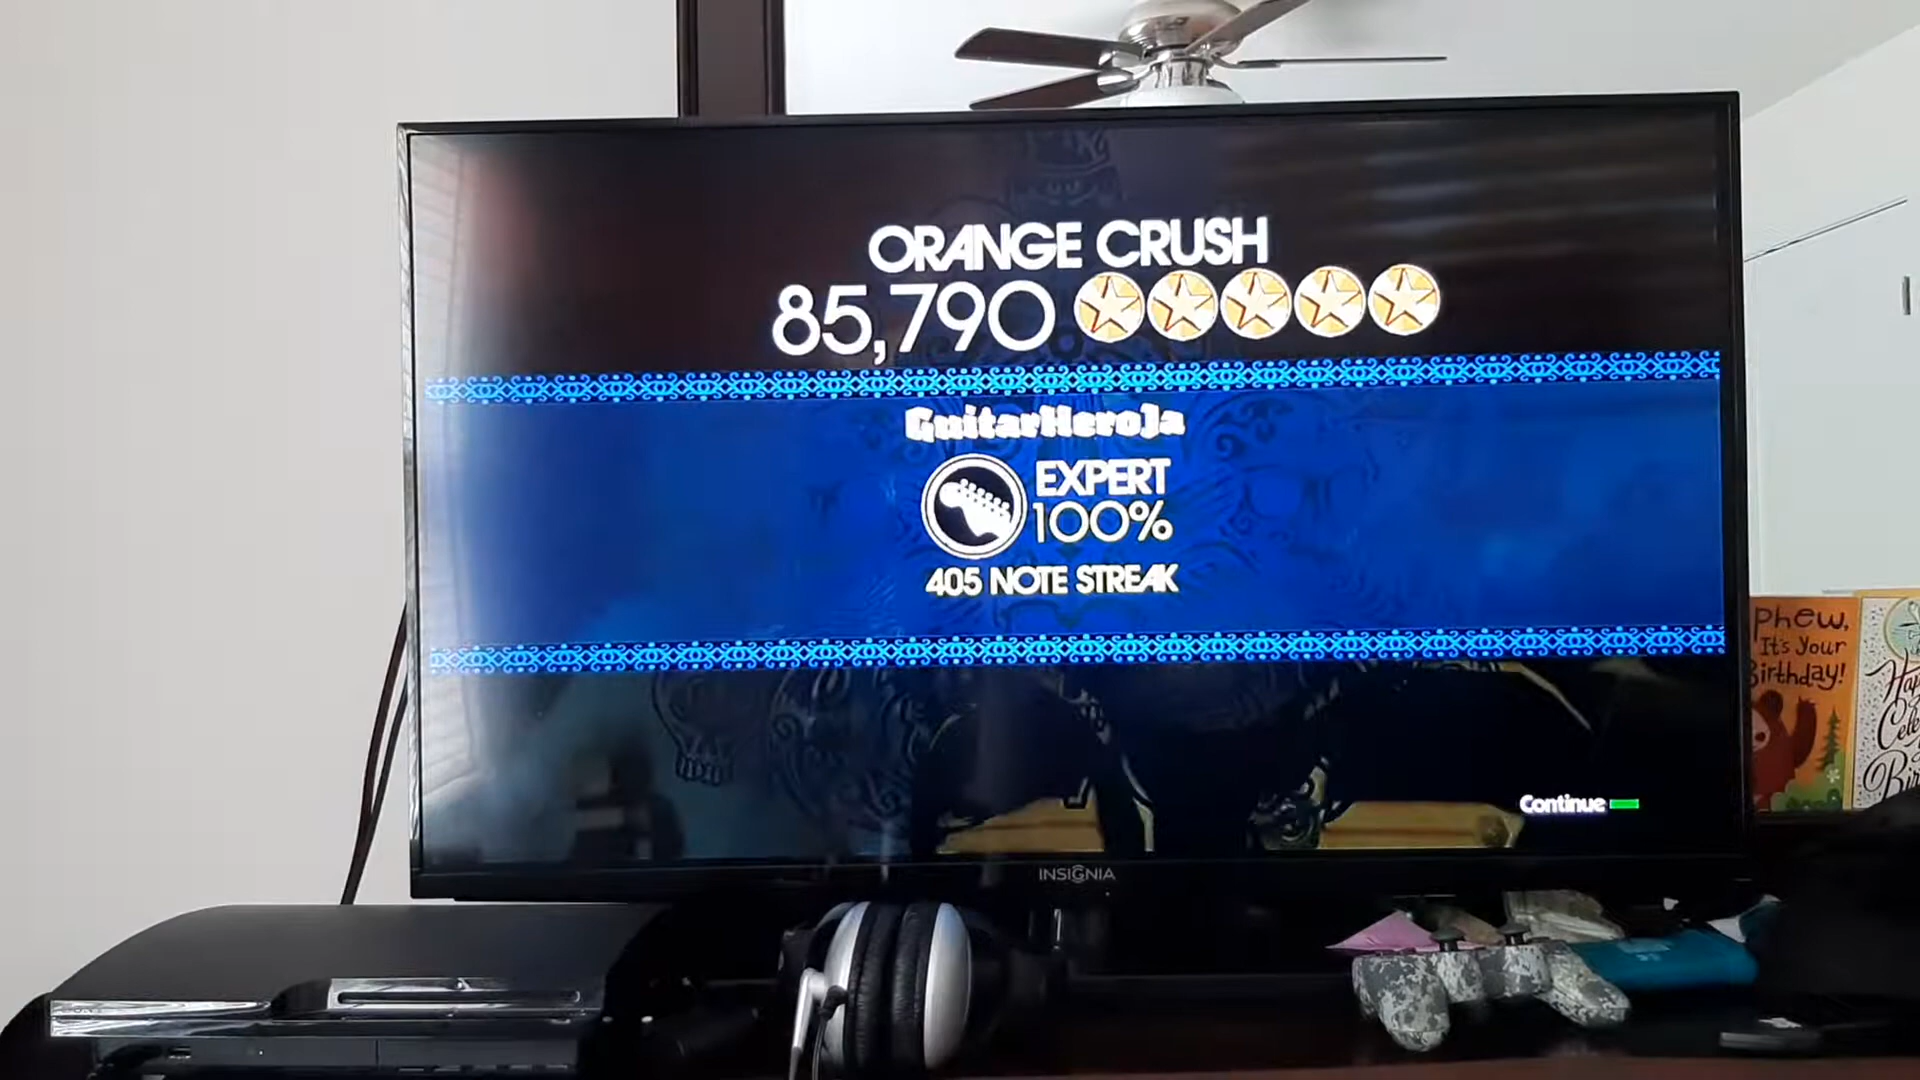 ORANGE CRUSH
85,790
GuitarHeroJa
EXPERT
100%
405 NOTE STREAK
Continue
INSIGNIA
phew,
It's Your
Birthday!